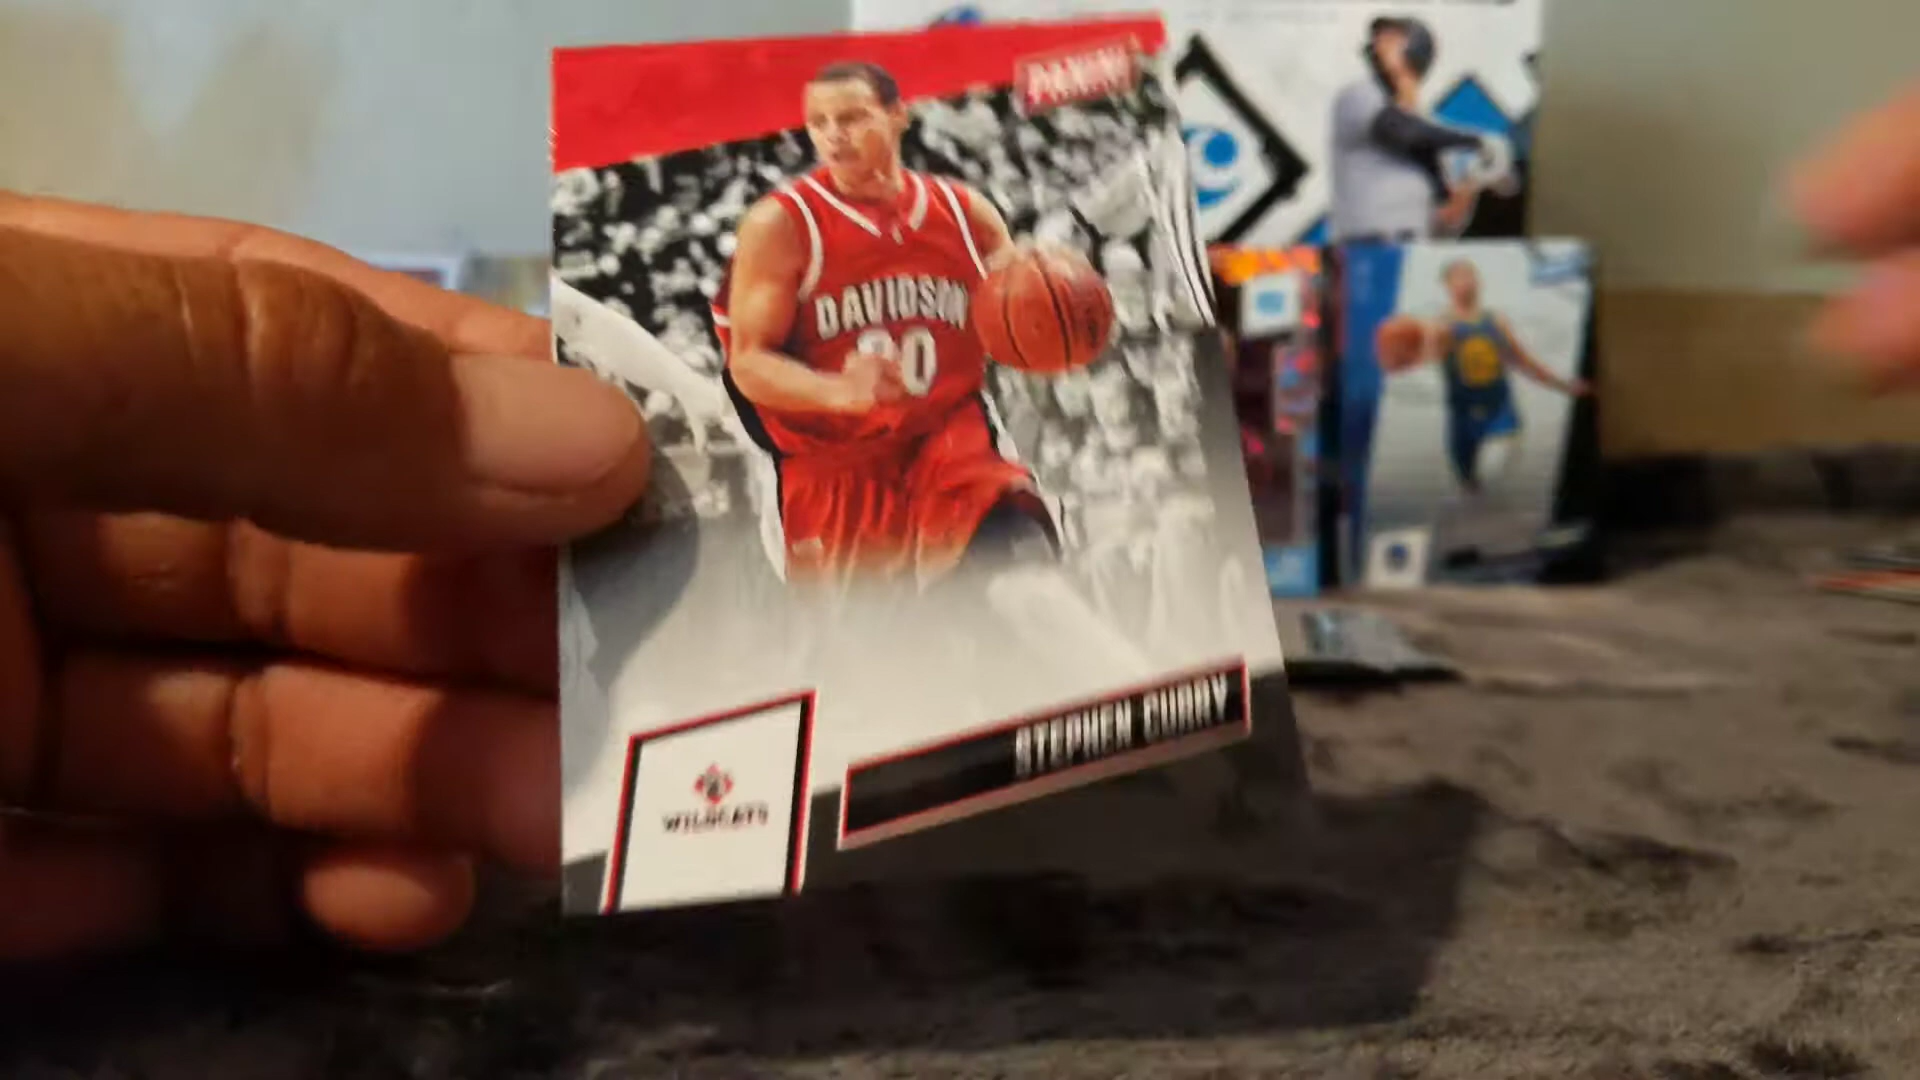 PANINI
DAVIDSON
30
STEPHEN CURRY
WILDCATS